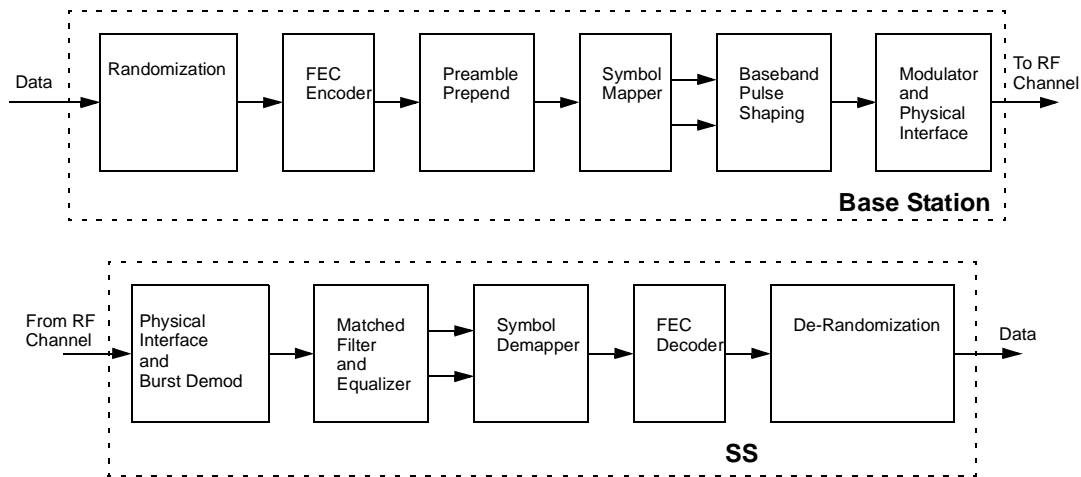 Data
Randomization
FEC
Encoder
Preamble
Prepend
Symbol
Mapper
Baseband
Pulse
Shaping
Modulator
and
Physical
Interface
To RF
Channel
Base Station
From RF
Channel
Physical
Interface
and
Burst Demod
Matched
Filter
and
Equalizer
Symbol
Demapper
FEC
Decoder
De-Randomization
Data
SS